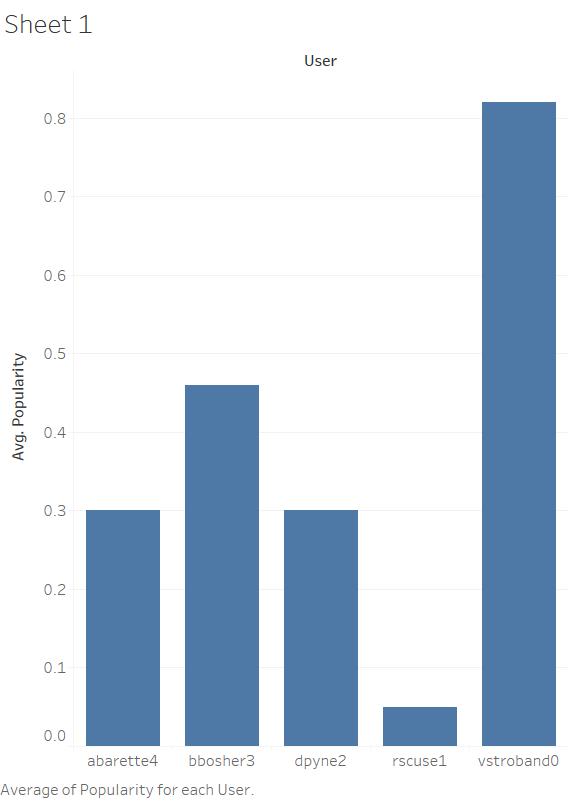 Sheet 1
User
Avg. Popularity
0.8
0.7
0.6
0.5
0.4
0.3
0.2
0.1
0.0
abarette4 bbosher3 dpyne2 rscuse1 vstroband0
Average of Popularity for each User.